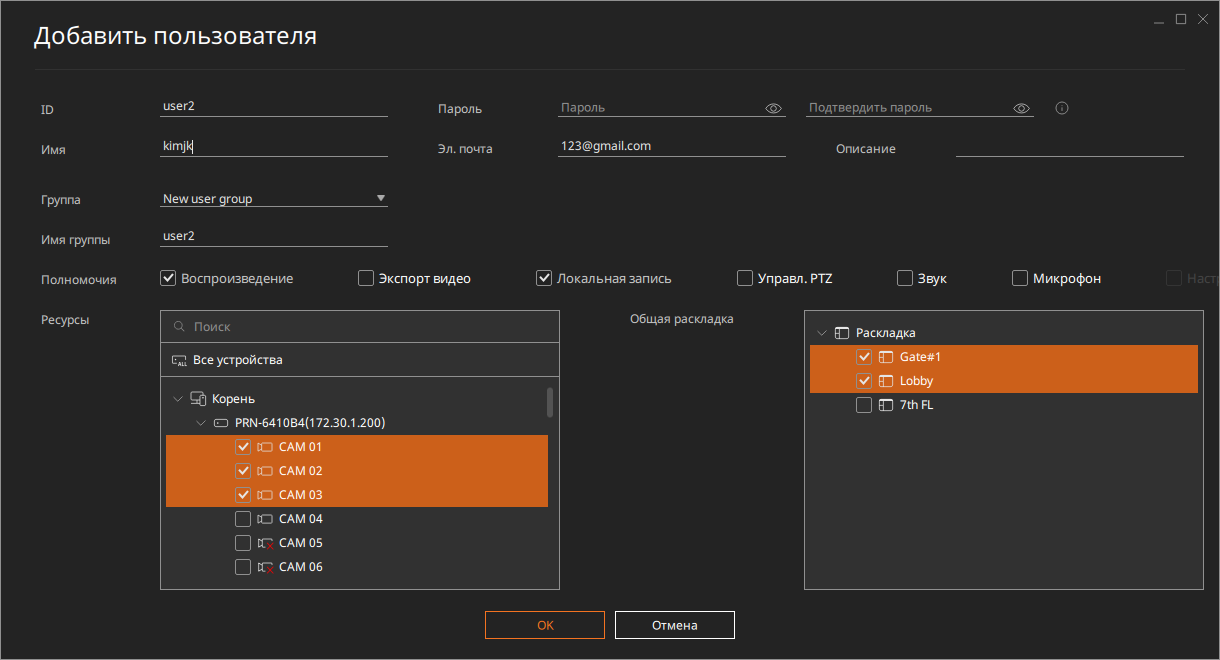 Добавить пользователя
ID user2 Пароль Пароль Подтвердить пароль
Имя kimjk Эл. почта 123@gmail.com Описание
Группа New user group
Имя группы user2
Полномочия Воспроизведение Экспорт видео Локальная запись Управл. PTZ Звук Микрофон Настр
Ресурсы Поиск Общая раскладка
Все устройства
Корень
PRN-6410B4(172.30.1.200)
CAM 01
CAM 02
CAM 03
CAM 04
CAM 05
CAM 06
Раскладка
Gate#1
Lobby
7th FL
OK Отмена